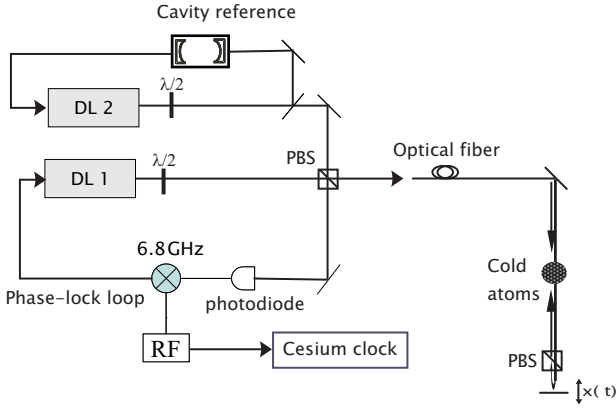 Cavity reference
λ/2
DL 2
PBS
Optical fiber
λ/2
DL 1
6.8GHz
Cold
atoms
Phase-lock loop
photodiode
RF
Cesium clock
PBS
x( t)